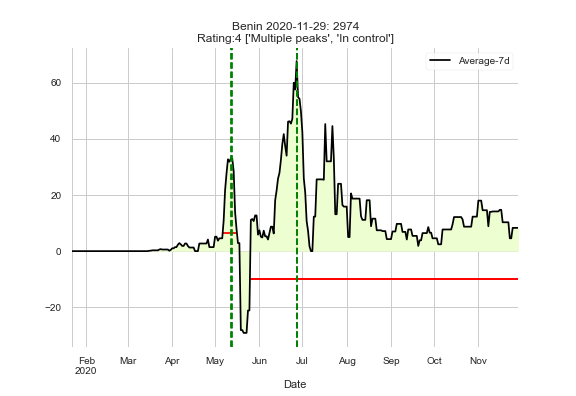 Benin 2020-11-29: 2974
Rating:4 ['Multiple peaks', 'In control']
Average-7d
60
40
20
0
−20
Feb Mar Apr May Jun Jul Aug Sep Oct Nov
2020
Date